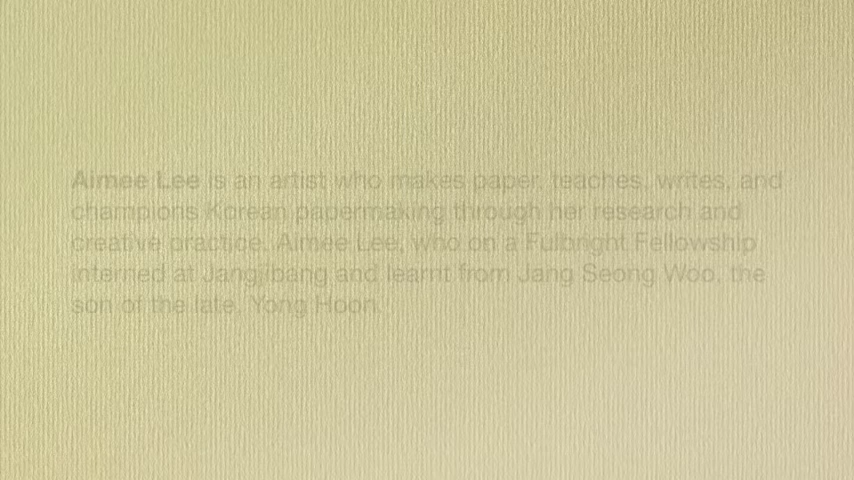 Aimee Lee is an artist who makes paper, teaches, writes, and
champions Korean papermaking through her research and
creative practice. Aimee Lee, who on a Fulbright Fellowship
interned at Jangjibang and learnt from Jang Seong Woo, the
son of the late, Yong Hoon.